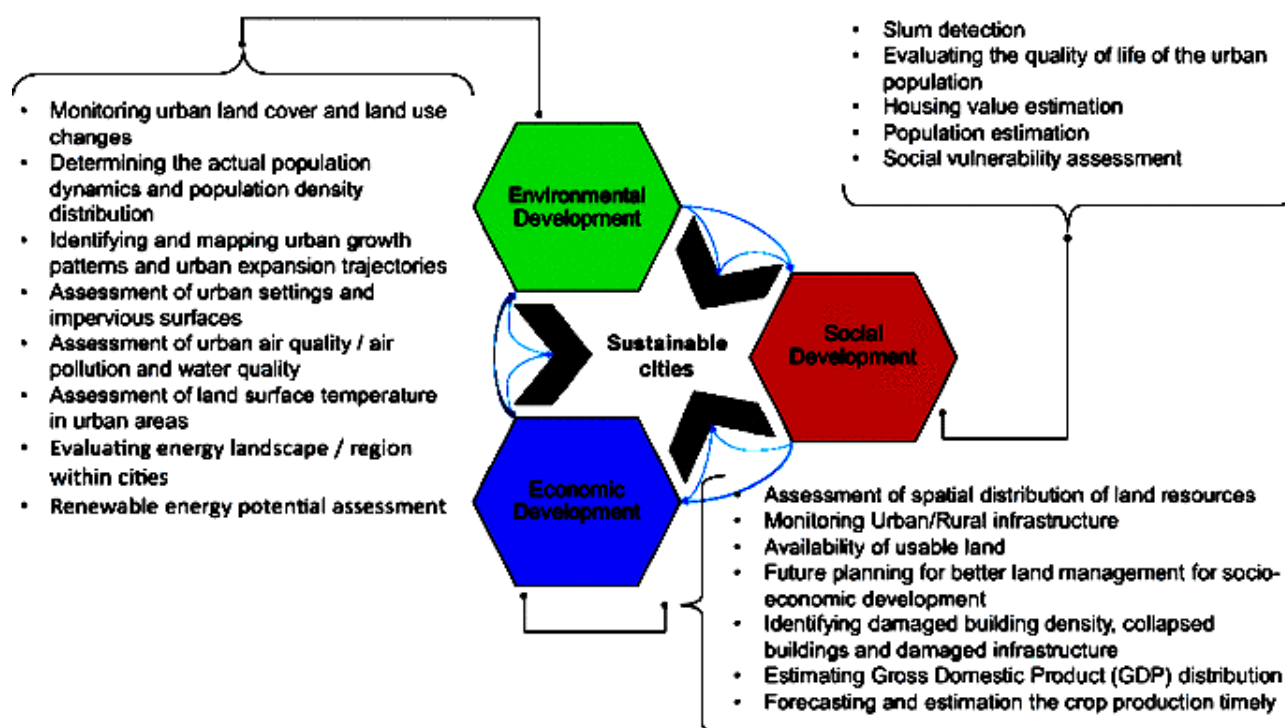 • Monitoring urban land cover and land use
changes
• Determining the actual population
dynamics and population density
distribution
• Identifying and mapping urban growth
patterns and urban expansion trajectories
• Assessment of urban settings and
impervious surfaces
• Assessment of urban air quality / air
pollution and water quality
• Assessment of land surface temperature
in urban areas
• Evaluating energy landscape / region
within cities
• Renewable energy potential assessment
Environmental
Development
• Slum detection
• Evaluating the quality of life of the urban
population
• Housing value estimation
• Population estimation
• Social vulnerability assessment
Sustainable
cities
Social
Development
Economic
Development
• Assessment of spatial distribution of land resources
• Monitoring Urban/Rural infrastructure
• Availability of usable land
• Future planning for better land management for socio-
economic development
• Identifying damaged building density, collapsed
buildings and damaged infrastructure
• Estimating Gross Domestic Product (GDP) distribution
• Forecasting and estimation the crop production timely